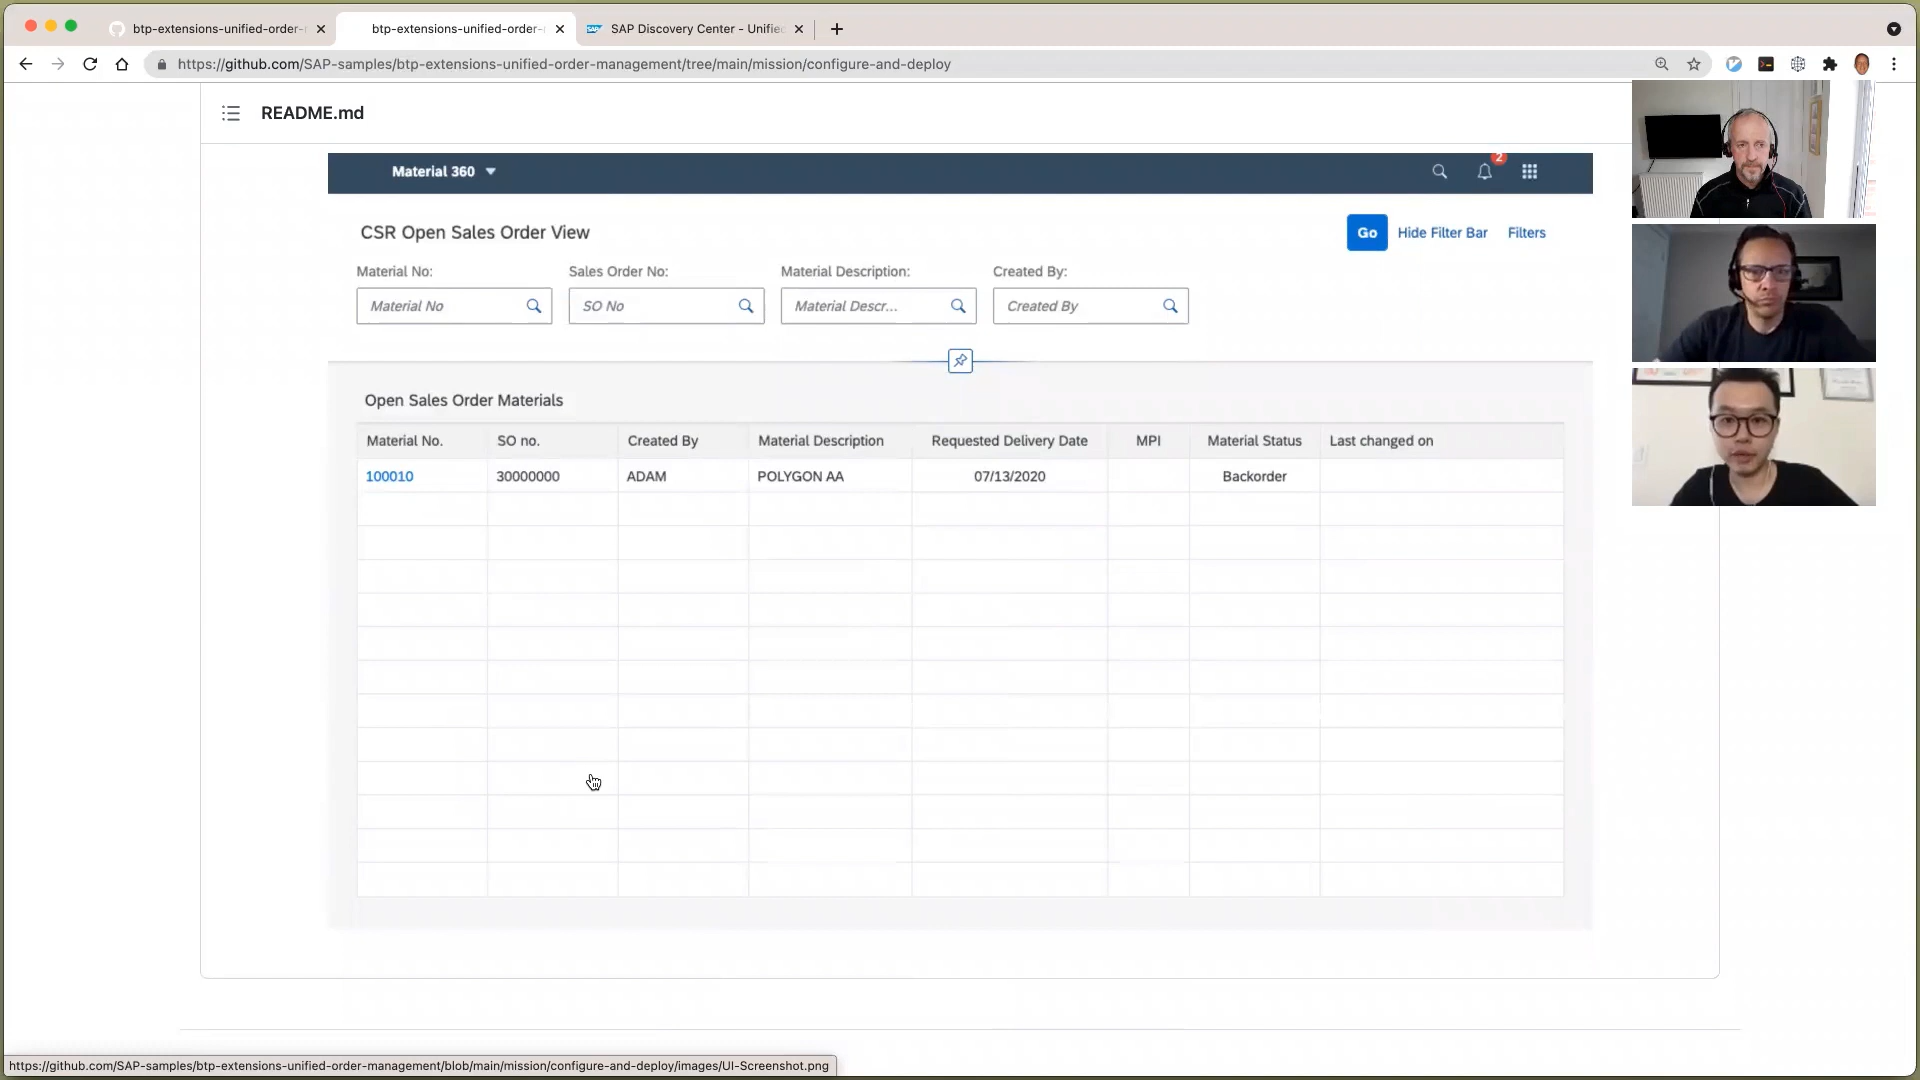 btp-extensions-unified-order-
btp-extensions-unified-order-
SAP Discovery Center - Unifie
https://github.com/SAP-samples/btp-extensions-unified-order-management/tree/main/mission/configure-and-deploy
README.md
Material 360
2
CSR Open Sales Order View
Go Hide Filter Bar Filters
Material No: Sales Order No: Material Description: Created By:
Material No SO No Material Descr... Created By
Open Sales Order Materials
Material No. SO no. Created By Material Description Requested Delivery Date MPI Material Status Last changed on
100010 30000000 ADAM POLYGON AA 07/13/2020 Backorder
https://github.com/SAP-samples/btp-extensions-unified-order-management/blob/main/mission/configure-and-deploy/images/UI-Screenshot.png